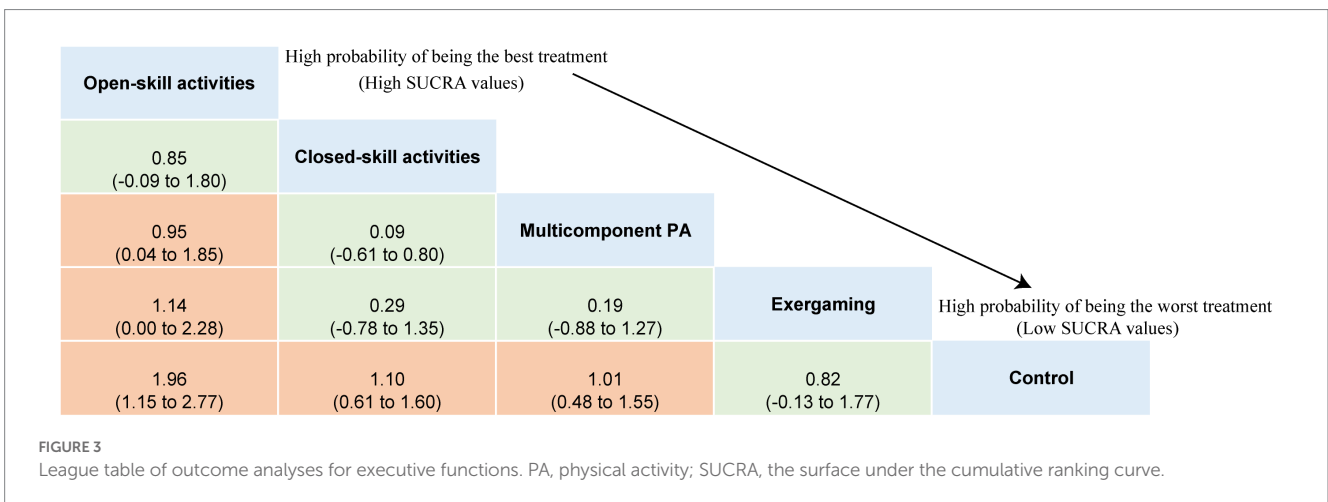 Open-skill activities
High probability of being the best treatment
(High SUCRA values)
0.85
(-0.09 to 1.80)
Closed-skill activities
0.95
(0.04 to 1.85)
0.09
(-0.61 to 0.80)
Multicomponent PA
1.14
(0.00 to 2.28)
0.29
(-0.78 to 1.35)
0.19
(-0.88 to 1.27)
Exergaming
High probability of being the worst treatment
(Low SUCRA values)
1.96
(1.15 to 2.77)
1.10
(0.61 to 1.60)
1.01
(0.48 to 1.55)
0.82
(-0.13 to 1.77)
Control
FIGURE 3
League table of outcome analyses for executive functions. PA, physical activity; SUCRA, the surface under the cumulative ranking curve.